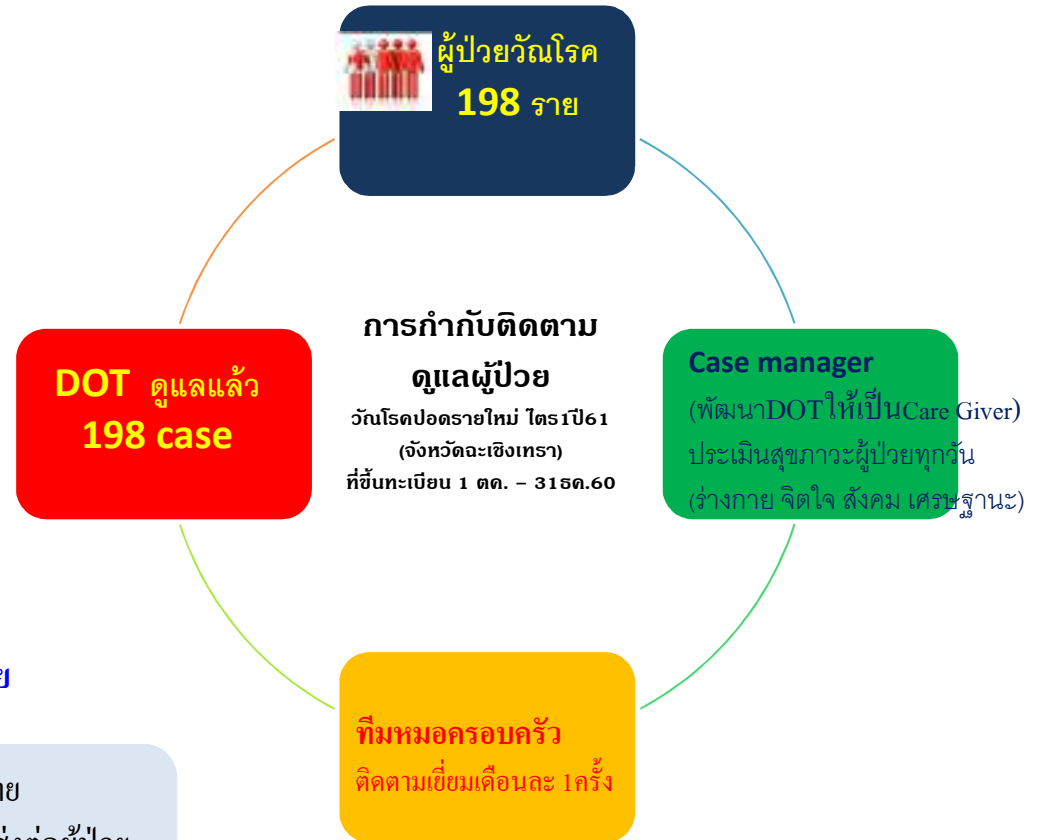 ผู้ป่วยวัณโรค
198 ราย
การกำกับติดตาม
ดูแลผู้ป่วย
วัณโรคปอดรายใหม่ ไตร1ปี61
(จังหวัดฉะเชิงเทรา)
ที่ขึ้นทะเบียน 1 ตค. – 31ธค.60
DOT ดูแลแล้ว
198 case
Case manager
(พัฒนาDOTให้เป็นCare Giver)
ประเมินสุขภาวะผู้ป่วยทุกวัน
(ร่างกาย จิตใจ สังคม เศรษฐานะ)
ทีมหมอครอบครัว
ติดตามเยี่ยมเดือนละ 1ครั้ง